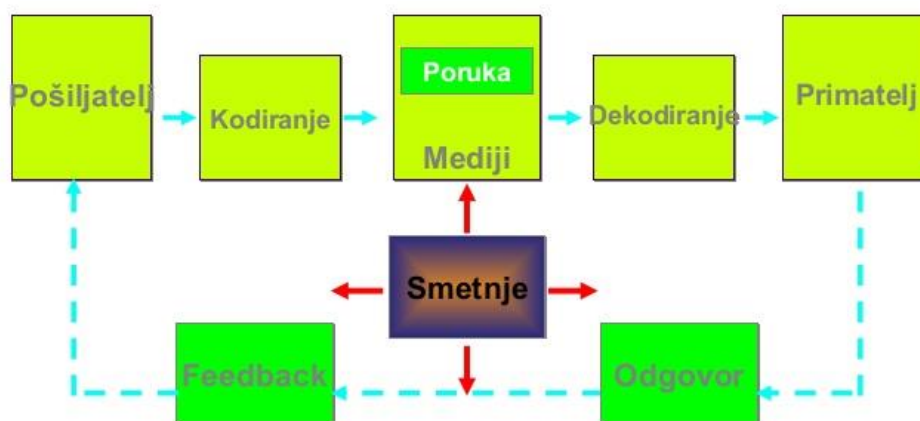 Pošiljatelj
Kodiranje
Poruka
Mediji
Dekodiranje
Primatelj
Smetnje
Feedback
Odgovor